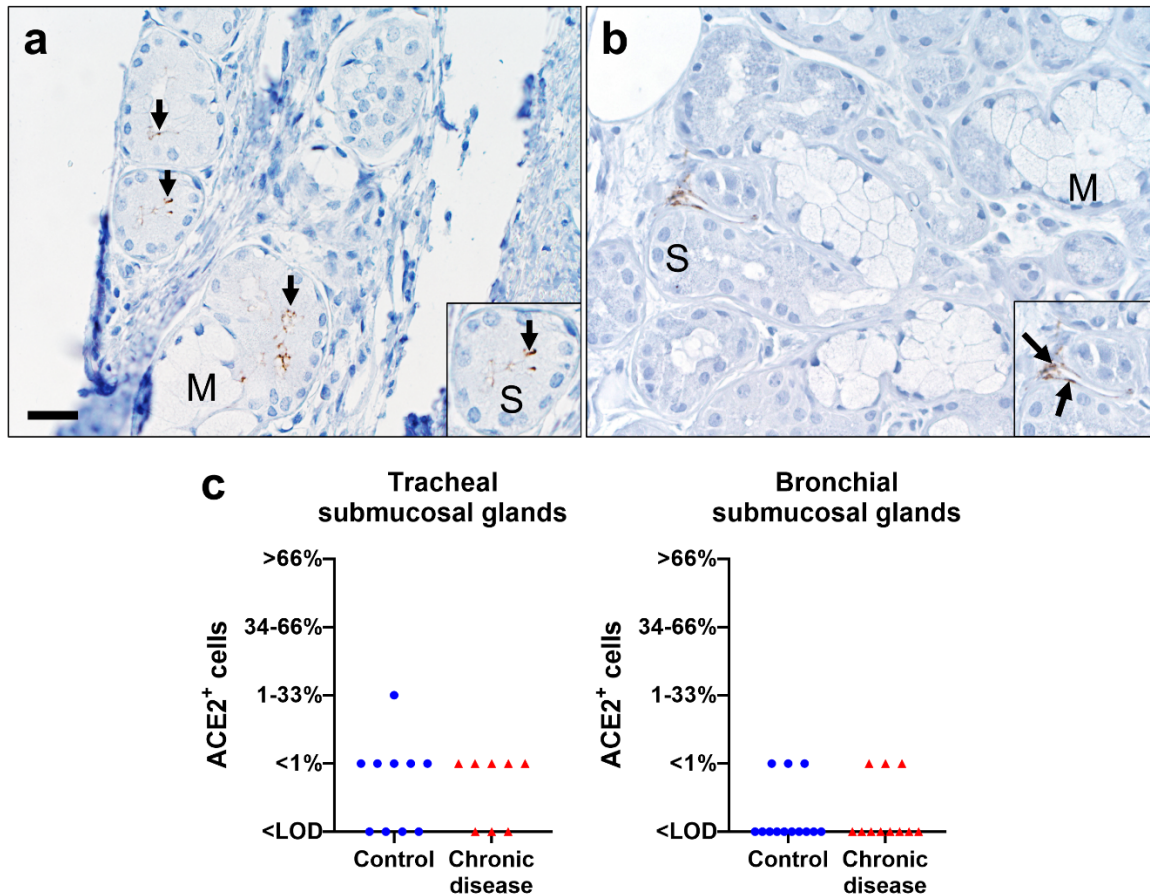 a
M
S
b
M
S
c
Tracheal
submucosal glands
ACE2⁺ cells
>66%
34-66%
1-33%
<1%
<LOD
Control
Chronic
disease
Bronchial
submucosal glands
ACE2⁺ cells
>66%
34-66%
1-33%
<1%
<LOD
Control
Chronic
disease